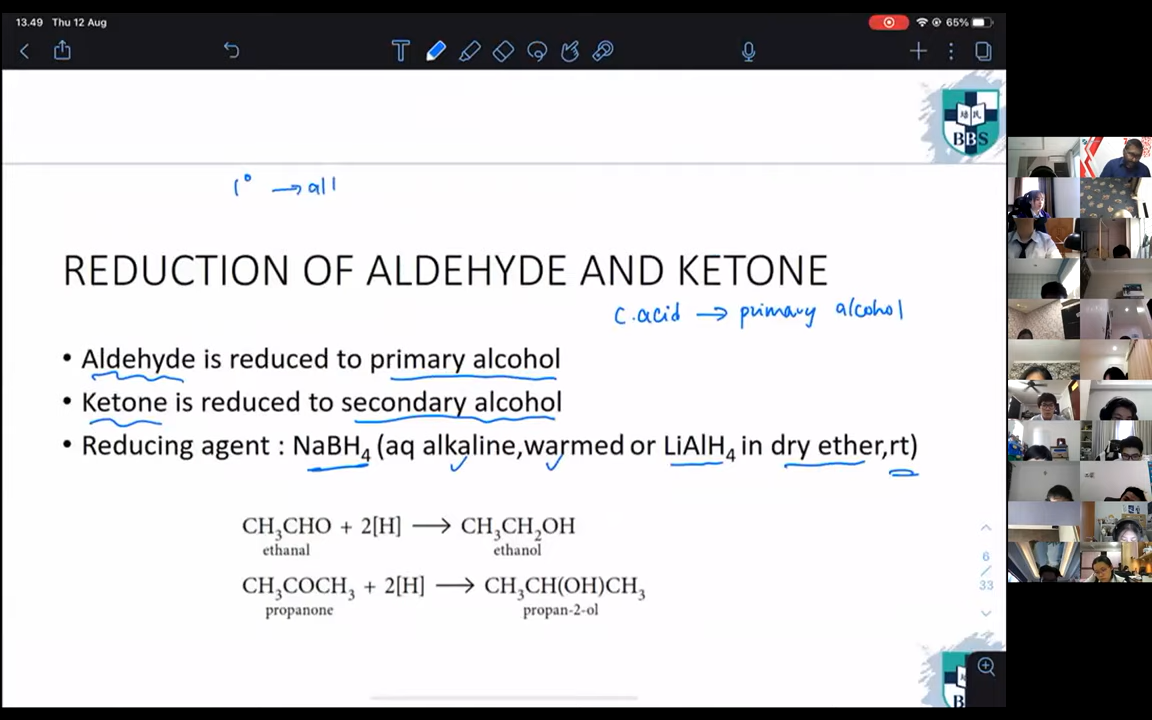 13.49 Thu 12 Aug
65%
BBS
1° → all
REDUCTION OF ALDEHYDE AND KETONE
c.acid → primary alcohol
• Aldehyde is reduced to primary alcohol
• Ketone is reduced to secondary alcohol
• Reducing agent : NaBH₄ (aq alkaline,warmed or LiAlH₄ in dry ether,rt)
CH₃CHO + 2[H] ⟶ CH₃CH₂OH
ethanal ethanol
CH₃COCH₃ + 2[H] ⟶ CH₃CH(OH)CH₃
propanone propan-2-ol
6
/
33